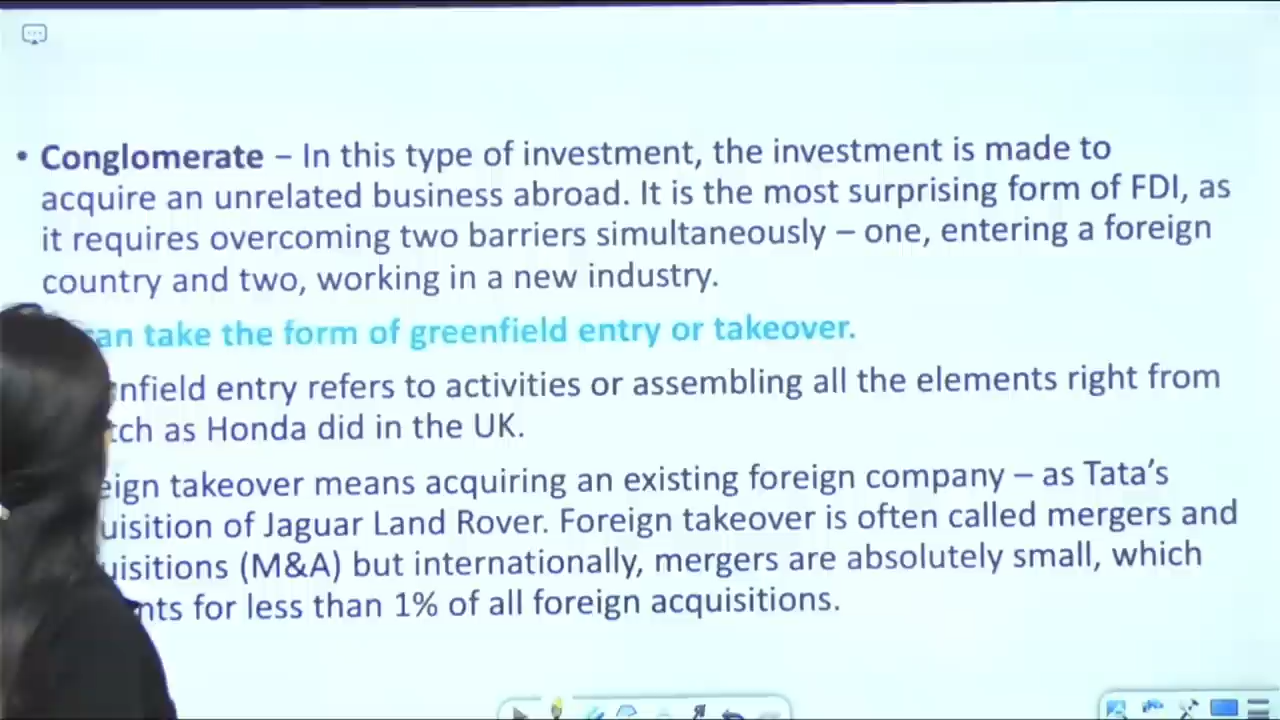 • Conglomerate – In this type of investment, the investment is made to
acquire an unrelated business abroad. It is the most surprising form of FDI, as
it requires overcoming two barriers simultaneously – one, entering a foreign
country and two, working in a new industry.
can take the form of greenfield entry or takeover.
nfield entry refers to activities or assembling all the elements right from
tch as Honda did in the UK.
eign takeover means acquiring an existing foreign company – as Tata’s
uisition of Jaguar Land Rover. Foreign takeover is often called mergers and
uisitions (M&A) but internationally, mergers are absolutely small, which
nts for less than 1% of all foreign acquisitions.